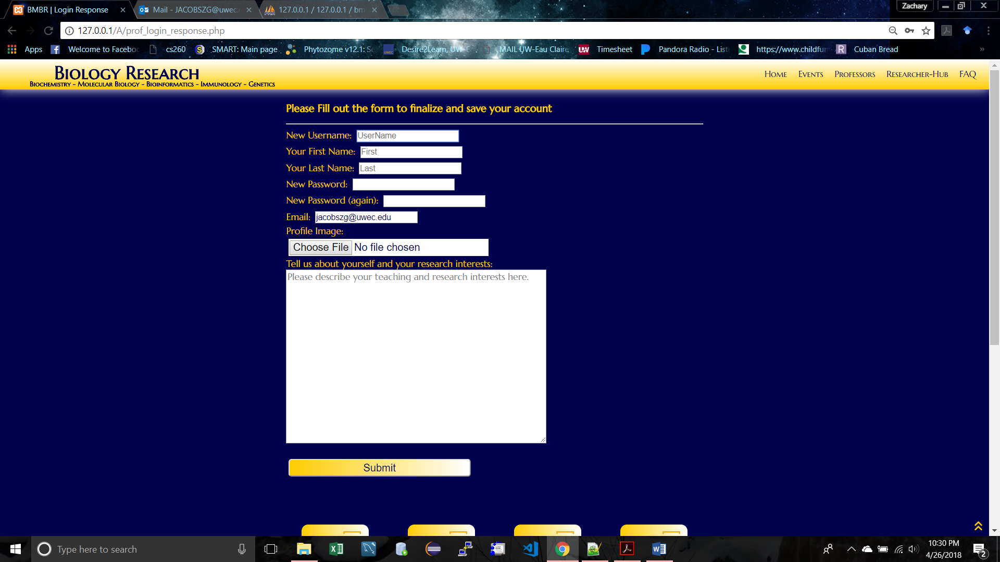 BMBR | Login Response
Mail - JACOBSZG@uwec.
127.0.0.1 / 127.0.0.1 / bm
Zachary
127.0.0.1/A/prof_login_response.php
Apps
Welcome to Faceboo
cs260
SMART: Main page
Phytozome v12.1: Se
Desire2Learn, UW-E
MAIL UW-Eau Claire
Timesheet
Pandora Radio - List
https://www.childfun
Cuban Bread
»
Biology Research
Biochemistry - Molecular Biology - Bioinformatics - Immunology - Genetics
Home Events Professors Researcher-Hub FAQ
Please Fill out the form to finalize and save your account
New Username: UserName
Your First Name: First
Your Last Name: Last
New Password:
New Password (again):
Email: jacobszg@uwec.edu
Profile Image:
Choose File No file chosen
Tell us about yourself and your research interests:
Please describe your teaching and research interests here.
Submit
Type here to search
10:30 PM
4/26/2018
2